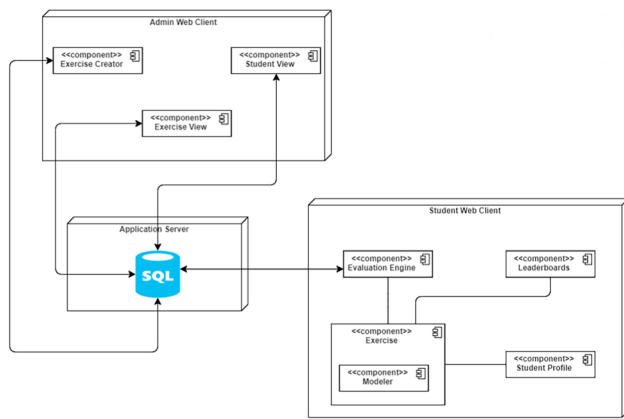 Admin Web Client
<<component>>
Exercise Creator
<<component>>
Student View
<<component>>
Exercise View
Application Server
SQL
Student Web Client
<<component>>
Evaluation Engine
<<component>>
Leaderboards
<<component>>
Exercise
<<component>>
Modeler
<<component>>
Student Profile